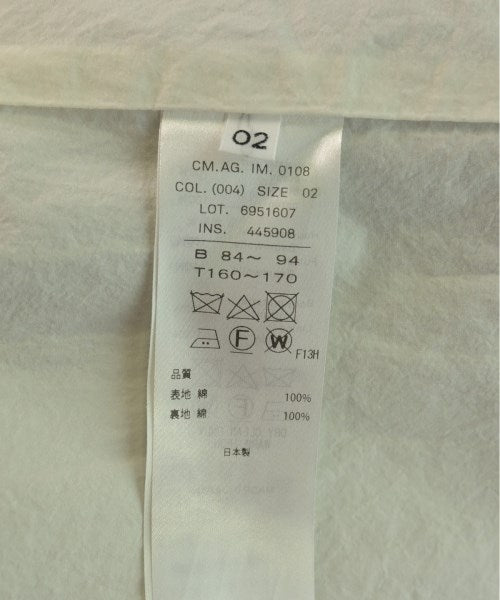 02
CM.AG. IM. 0108
COL. (004) SIZE 02
LOT. 6951607
INS. 445908
B 84～ 94
T160～170
F W F13H
品質
表地 綿 100%
裏地 綿 100%
日本製